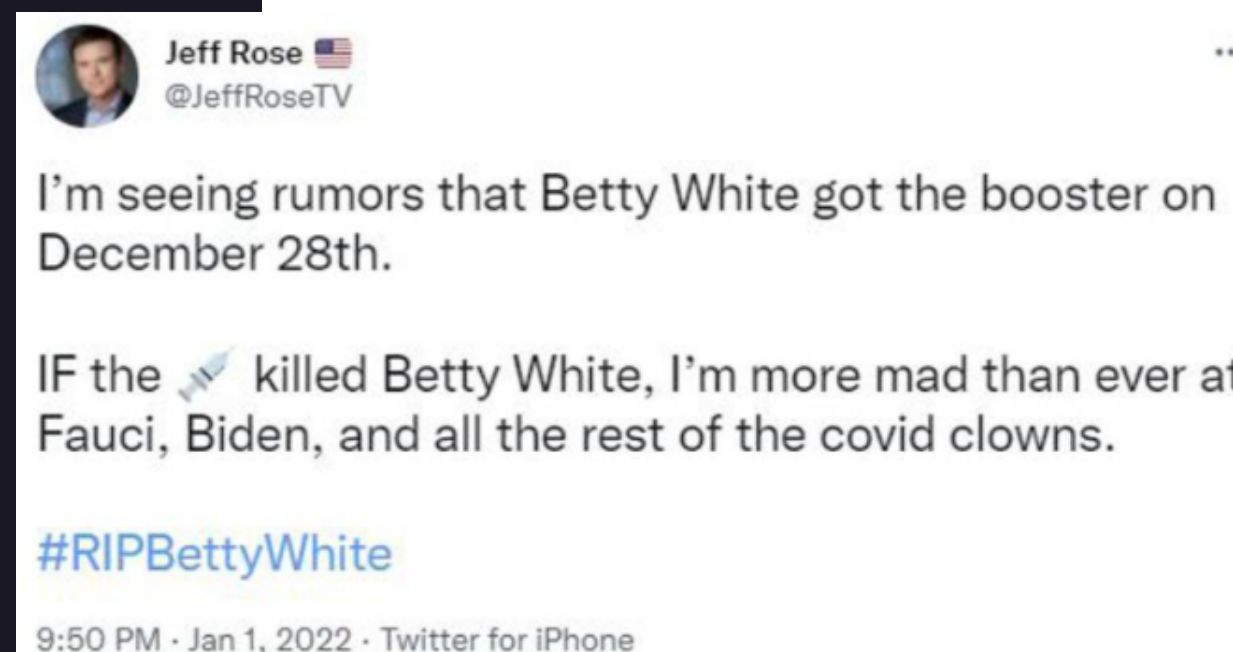 Jeff Rose 🇺🇸
@JeffRoseTV
I’m seeing rumors that Betty White got the booster on
December 28th.
IF the 💉 killed Betty White, I’m more mad than ever at
Fauci, Biden, and all the rest of the covid clowns.
#RIPBettyWhite
9:50 PM · Jan 1, 2022 · Twitter for iPhone